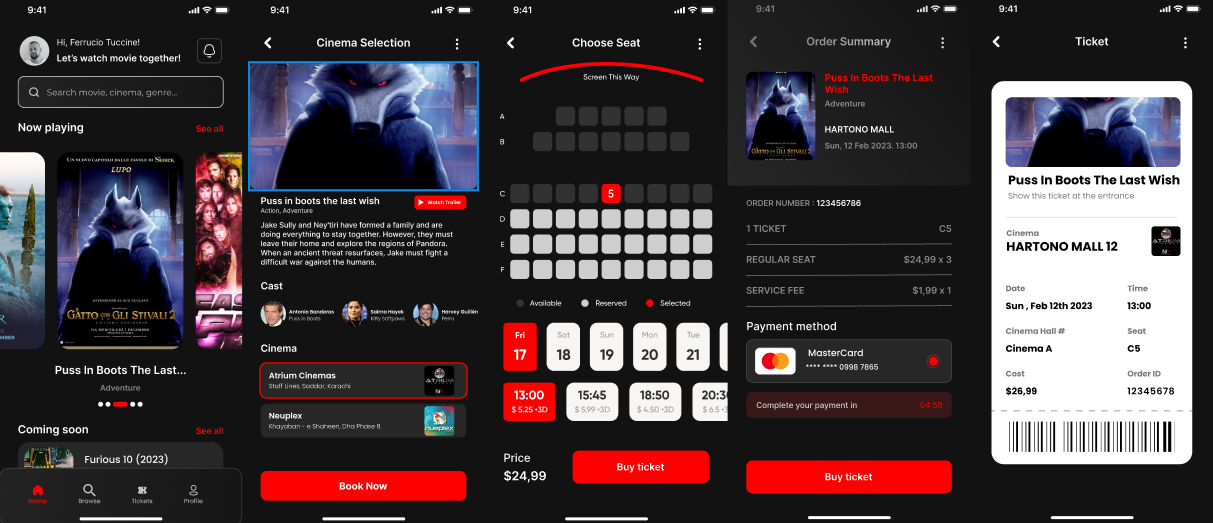 9:41
Hi, Ferrucio Tuccine!
Let's watch movie together!
Search movie, cinema, genre...
Now playing
See all
UN NUOVO CAPITOLO DALLE FAVOLE DI SHREK
LUPO
GATTO CON GLI STIVALI 2
Puss In Boots The Last...
Adventure
Coming soon
See all
Furious 10 (2023)
Home
Browse
Tickets
Profile
9:41
Cinema Selection
Puss in boots the last wish
Watch Trailer
Action, Adventure
Jake Sully and Ney'tiri have formed a family and are
doing everything to stay together. However, they must
leave their home and explore the regions of Pandora.
When an ancient threat resurfaces, Jake must fight a
difficult war against the humans.
Cast
Antonio Banderas
Puss in Boots
Salma Hayek
Kitty Softpaws
Harvey Guillén
Perro
Cinema
Atrium Cinemas
Staff Lines, Saddar, Karachi
Neuplex
Khayaban - e Shaheen, Dha Phase 8
nueplex
Book Now
9:41
Choose Seat
Screen This Way
A
B
C
5
D
E
F
Available
Reserved
Selected
Fri
17
Sat
18
Sun
19
Mon
20
Tue
21
13:00
$ 5.25 •3D
15:45
$ 5.99 •3D
18:50
$ 4.50 •3D
20:3
$ 6.5 •
Price
$24,99
Buy ticket
9:41
Order Summary
GATTO CON GLI STIVALI 2
Puss In Boots The Last
Wish
Adventure
HARTONO MALL
Sun, 12 Feb 2023. 13:00
ORDER NUMBER : 123456786
1 TICKET
C5
REGULAR SEAT
$24,99 x 3
SERVICE FEE
$1,99 x 1
Payment method
MasterCard
**** **** 0998 7865
Complete your payment in
04:59
Buy ticket
9:41
Ticket
Puss In Boots The Last Wish
Show this ticket at the entrance
Cinema
HARTONO MALL 12
Date
Time
Sun , Feb 12th 2023
13:00
Cinema Hall #
Seat
Cinema A
C5
Cost
Order ID
$26,99
12345678